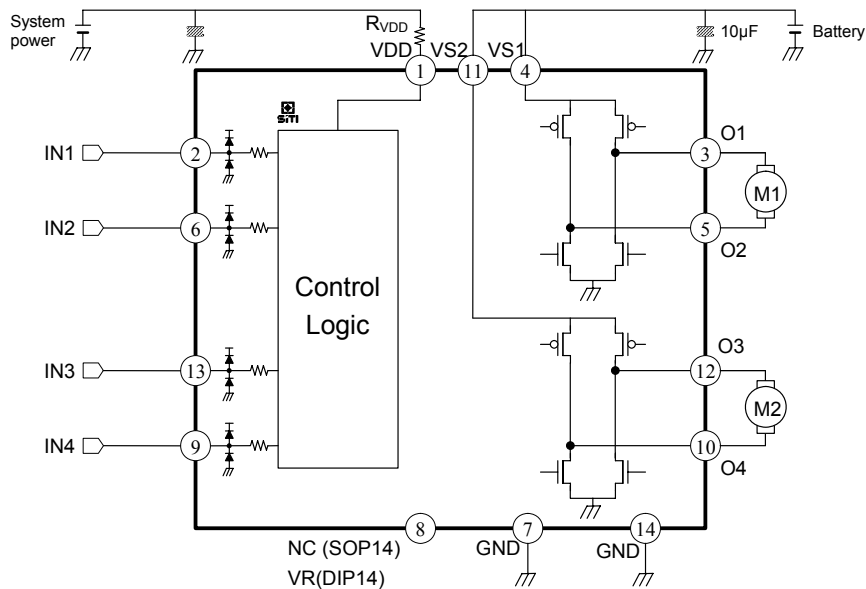 System
power
RVDD
VDD
VS2
VS1
10µF
Battery
1
11
4
SiTI
IN1
2
O1
3
M1
IN2
6
5
O2
Control
Logic
IN3
13
O3
12
M2
IN4
9
10
O4
8
7
14
NC (SOP14)
VR(DIP14)
GND
GND